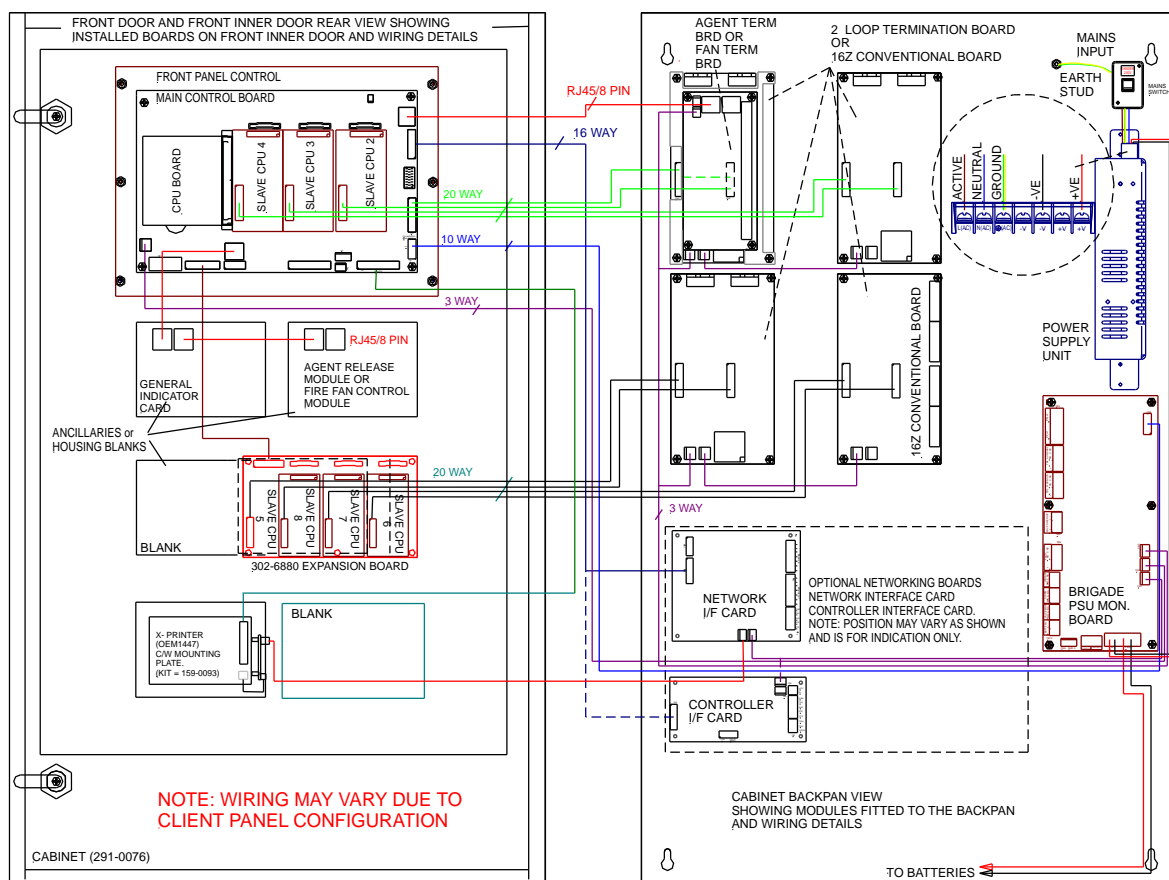 FRONT DOOR AND FRONT INNER DOOR REAR VIEW SHOWING
INSTALLED BOARDS ON FRONT INNER DOOR AND WIRING DETAILS
FRONT PANEL CONTROL
MAIN CONTROL BOARD
CPU BOARD
SLAVE CPU 4
SLAVE CPU 3
SLAVE CPU 2
RJ45/8 PIN
16 WAY
20 WAY
10 WAY
3 WAY
GENERAL
INDICATOR
CARD
RJ45/8 PIN
AGENT RELEASE
MODULE OR
FIRE FAN CONTROL
MODULE
ANCILLARIES or
HOUSING BLANKS
20 WAY
BLANK
SLAVE CPU
5
SLAVE CPU
8
SLAVE CPU
7
SLAVE CPU
6
302-6880 EXPANSION BOARD
X- PRINTER
(OEM1447)
C/W MOUNTING
PLATE.
(KIT = 159-0093)
BLANK
NOTE: WIRING MAY VARY DUE TO
CLIENT PANEL CONFIGURATION
CABINET (291-0076)
AGENT TERM
BRD OR
FAN TERM
BRD
2 LOOP TERMINATION BOARD
OR
16Z CONVENTIONAL BOARD
MAINS
INPUT
EARTH
STUD
MAINS
SWITCH
ACTIVE
NEUTRAL
GROUND
-VE
+VE
L(AC)
N(AC)
(AC)
-V
-V
+V
+V
16Z CONVENTIONAL BOARD
POWER
SUPPLY
UNIT
3 WAY
NETWORK
I/F CARD
OPTIONAL NETWORKING BOARDS
NETWORK INTERFACE CARD
CONTROLLER INTERFACE CARD.
NOTE: POSITION MAY VARY AS SHOWN
AND IS FOR INDICATION ONLY.
BRIGADE
PSU MON.
BOARD
CONTROLLER
I/F CARD
CABINET BACKPAN VIEW
SHOWING MODULES FITTED TO THE BACKPAN
AND WIRING DETAILS
TO BATTERIES